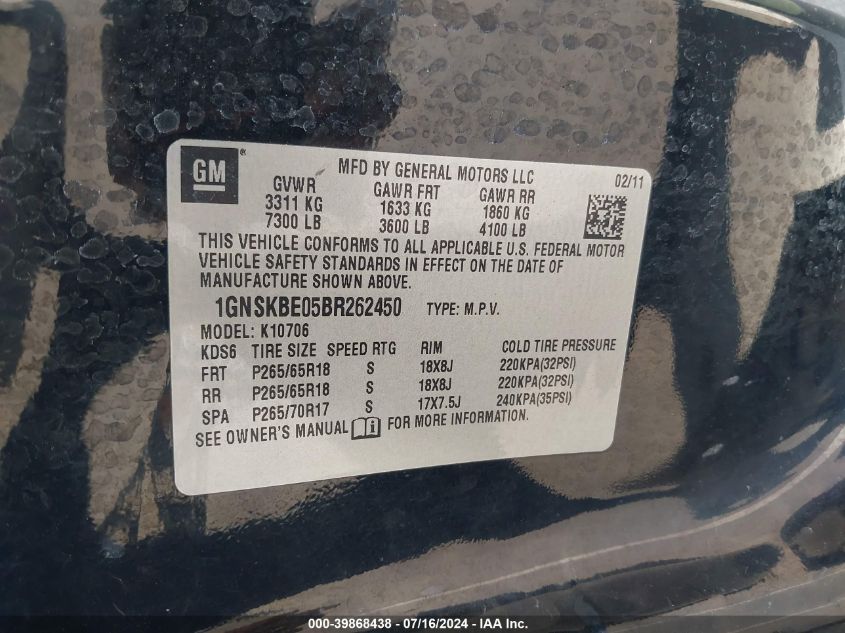 GM ®
MFD BY GENERAL MOTORS LLC 02/11
GVWR GAWR FRT GAWR RR
3311 KG 1633 KG 1860 KG
7300 LB 3600 LB 4100 LB
THIS VEHICLE CONFORMS TO ALL APPLICABLE U.S. FEDERAL MOTOR
VEHICLE SAFETY STANDARDS IN EFFECT ON THE DATE OF
MANUFACTURE SHOWN ABOVE.
1GNSKBE05BR262450 TYPE: M.P.V.
MODEL: K10706
KDS6 TIRE SIZE SPEED RTG RIM COLD TIRE PRESSURE
FRT P265/65R18 S 18X8J 220KPA(32PSI)
RR P265/65R18 S 18X8J 220KPA(32PSI)
SPA P265/70R17 S 17X7.5J 240KPA(35PSI)
SEE OWNER'S MANUAL i FOR MORE INFORMATION.
000-39868438 - 07/16/2024 - IAA Inc.